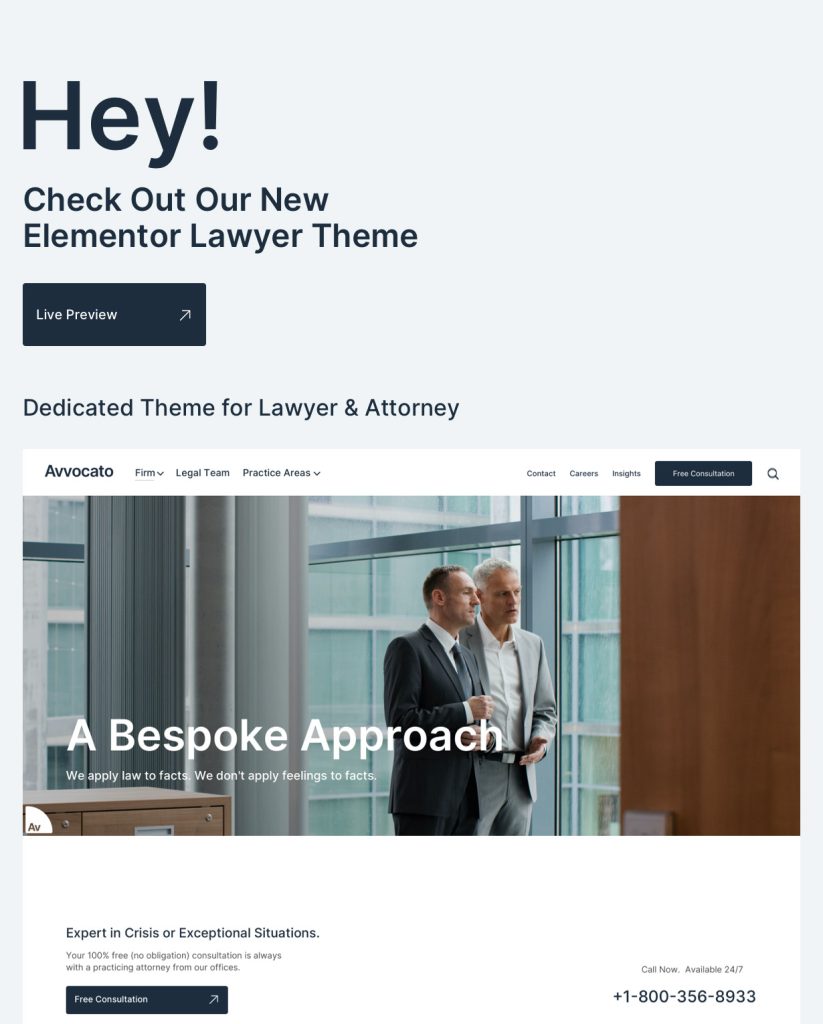 Hey!
Check Out Our New
Elementor Lawyer Theme
Live Preview
Dedicated Theme for Lawyer & Attorney
Avvocato Firm Legal Team Practice Areas Contact Careers Insights Free Consultation
A Bespoke Approach
We apply law to facts. We don't apply feelings to facts.
Av
Expert in Crisis or Exceptional Situations.
Your 100% free (no obligation) consultation is always
with a practicing attorney from our offices.
Free Consultation
Call Now. Available 24/7
+1-800-356-8933